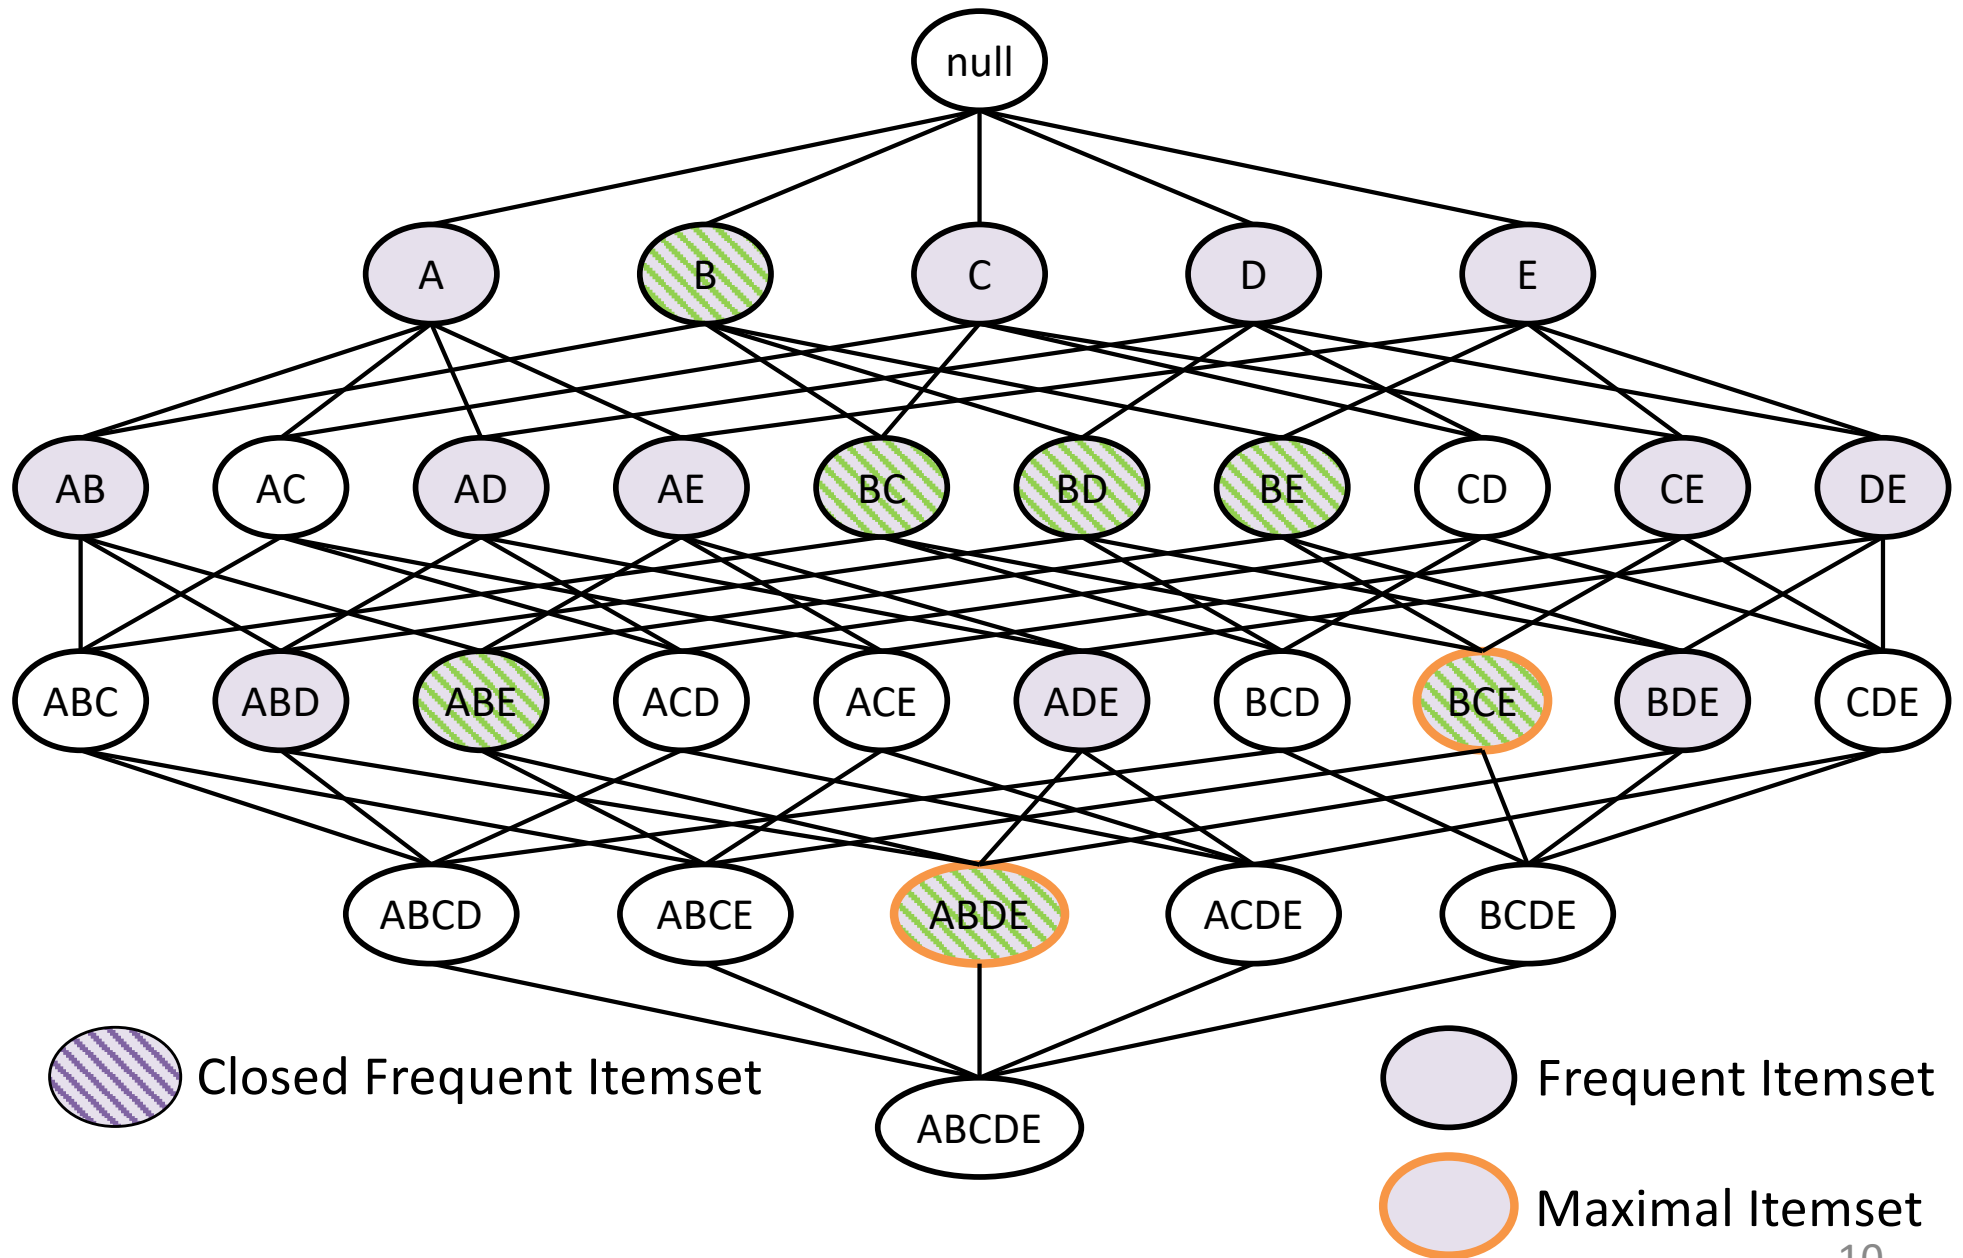 null
A B C D E
AB AC AD AE BC BD BE CD CE DE
ABC ABD ABE ACD ACE ADE BCD BCE BDE CDE
ABCD ABCE ABDE ACDE BCDE
Closed Frequent Itemset
Frequent Itemset
ABCDE
Maximal Itemset
10